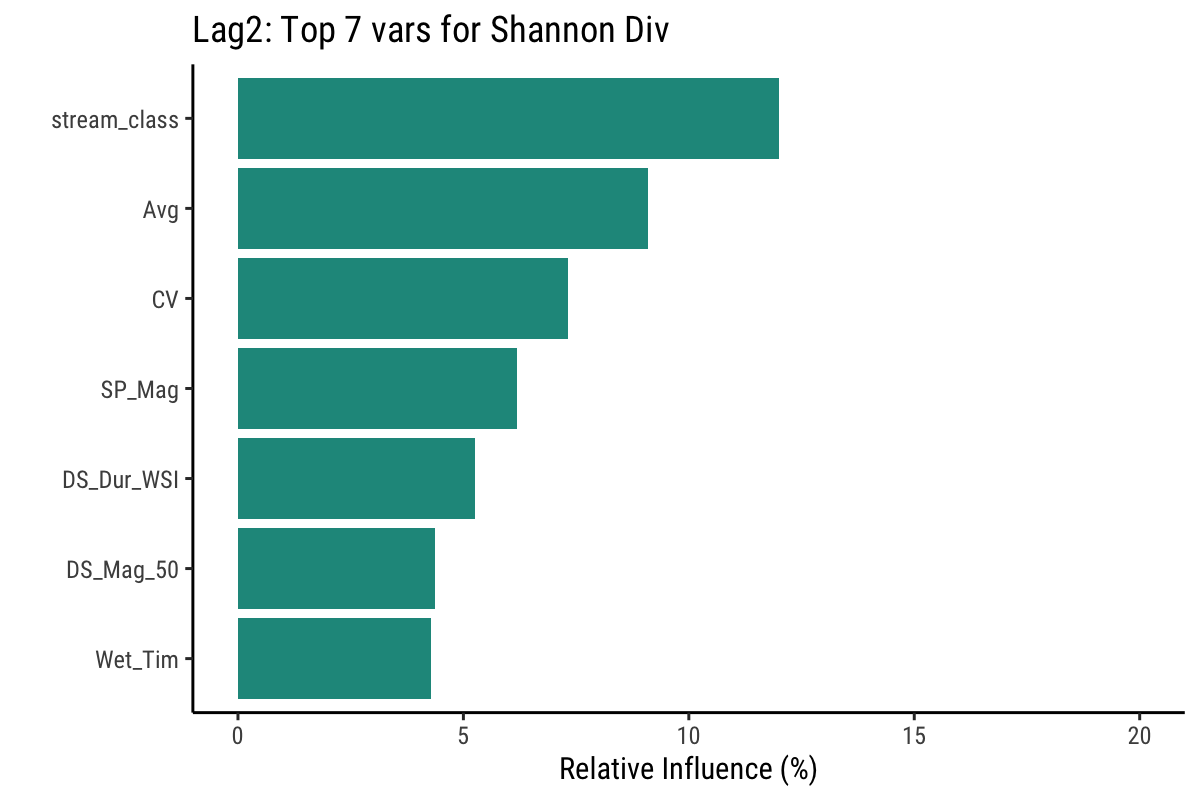 Lag2: Top 7 vars for Shannon Div
stream_class
Avg
CV
SP_Mag
DS_Dur_WSI
DS_Mag_50
Wet_Tim
0 5 10 15 20
Relative Influence (%)